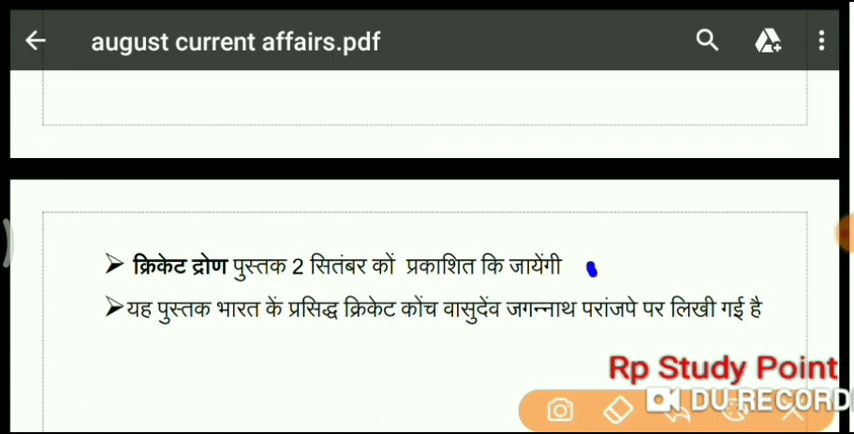 august current affairs.pdf
➢ क्रिकेट द्रोण पुस्तक 2 सितंबर कों प्रकाशित कि जायेंगी
➢यह पुस्तक भारत कें प्रसिद्ध क्रिकेट कोंच वासुदेंव जगन्नाथ परांजपे पर लिखी गई है
Rp Study Point
DU RECORD